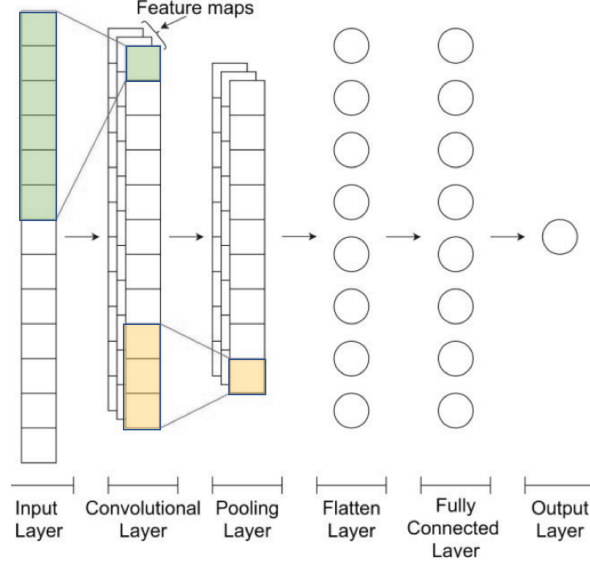 Feature maps
Input
Layer
Convolutional
Layer
Pooling
Layer
Flatten
Layer
Fully
Connected
Layer
Output
Layer